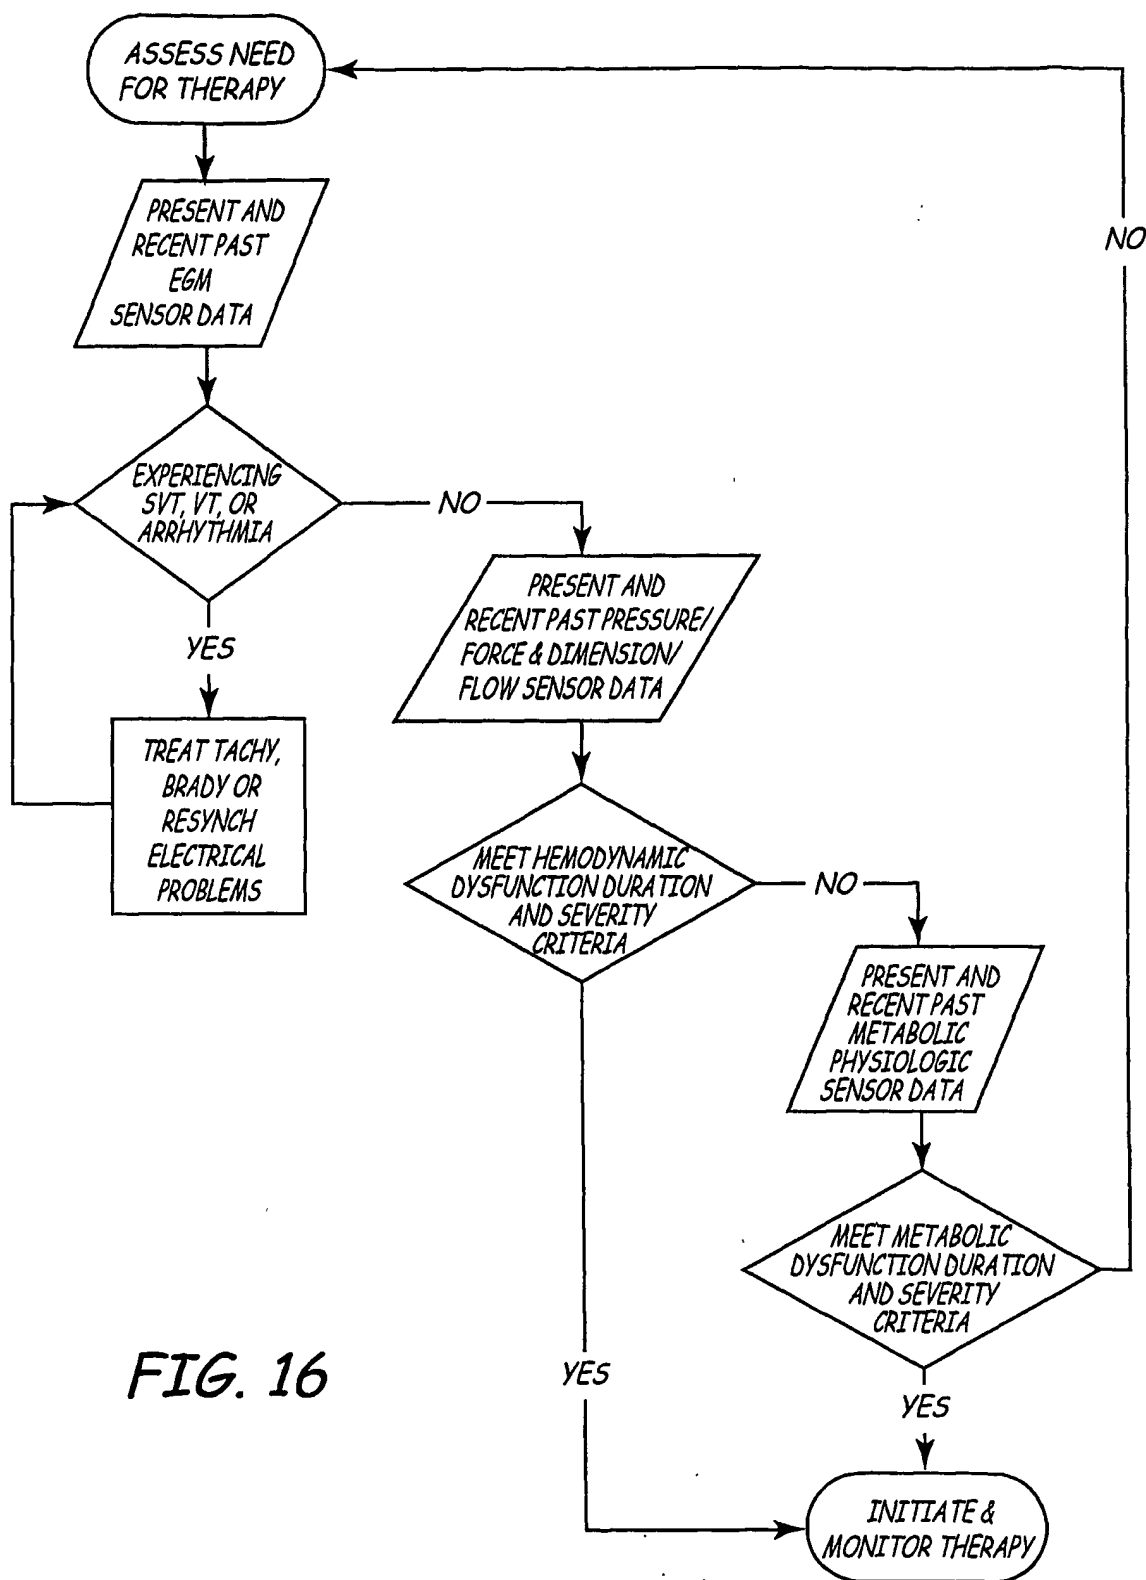 ASSESS NEED
FOR THERAPY
PRESENT AND
RECENT PAST
EGM
SENSOR DATA
EXPERIENCING
SVT, VT, OR
ARRHYTHMIA
NO
YES
TREAT TACHY,
BRADY OR
RESYNCH
ELECTRICAL
PROBLEMS
PRESENT AND
RECENT PAST PRESSURE/
FORCE & DIMENSION/
FLOW SENSOR DATA
MEET HEMODYNAMIC
DYSFUNCTION DURATION
AND SEVERITY
CRITERIA
NO
PRESENT AND
RECENT PAST
METABOLIC
PHYSIOLOGIC
SENSOR DATA
MEET METABOLIC
DYSFUNCTION DURATION
AND SEVERITY
CRITERIA
NO
YES
YES
INITIATE &
MONITOR THERAPY
FIG. 16